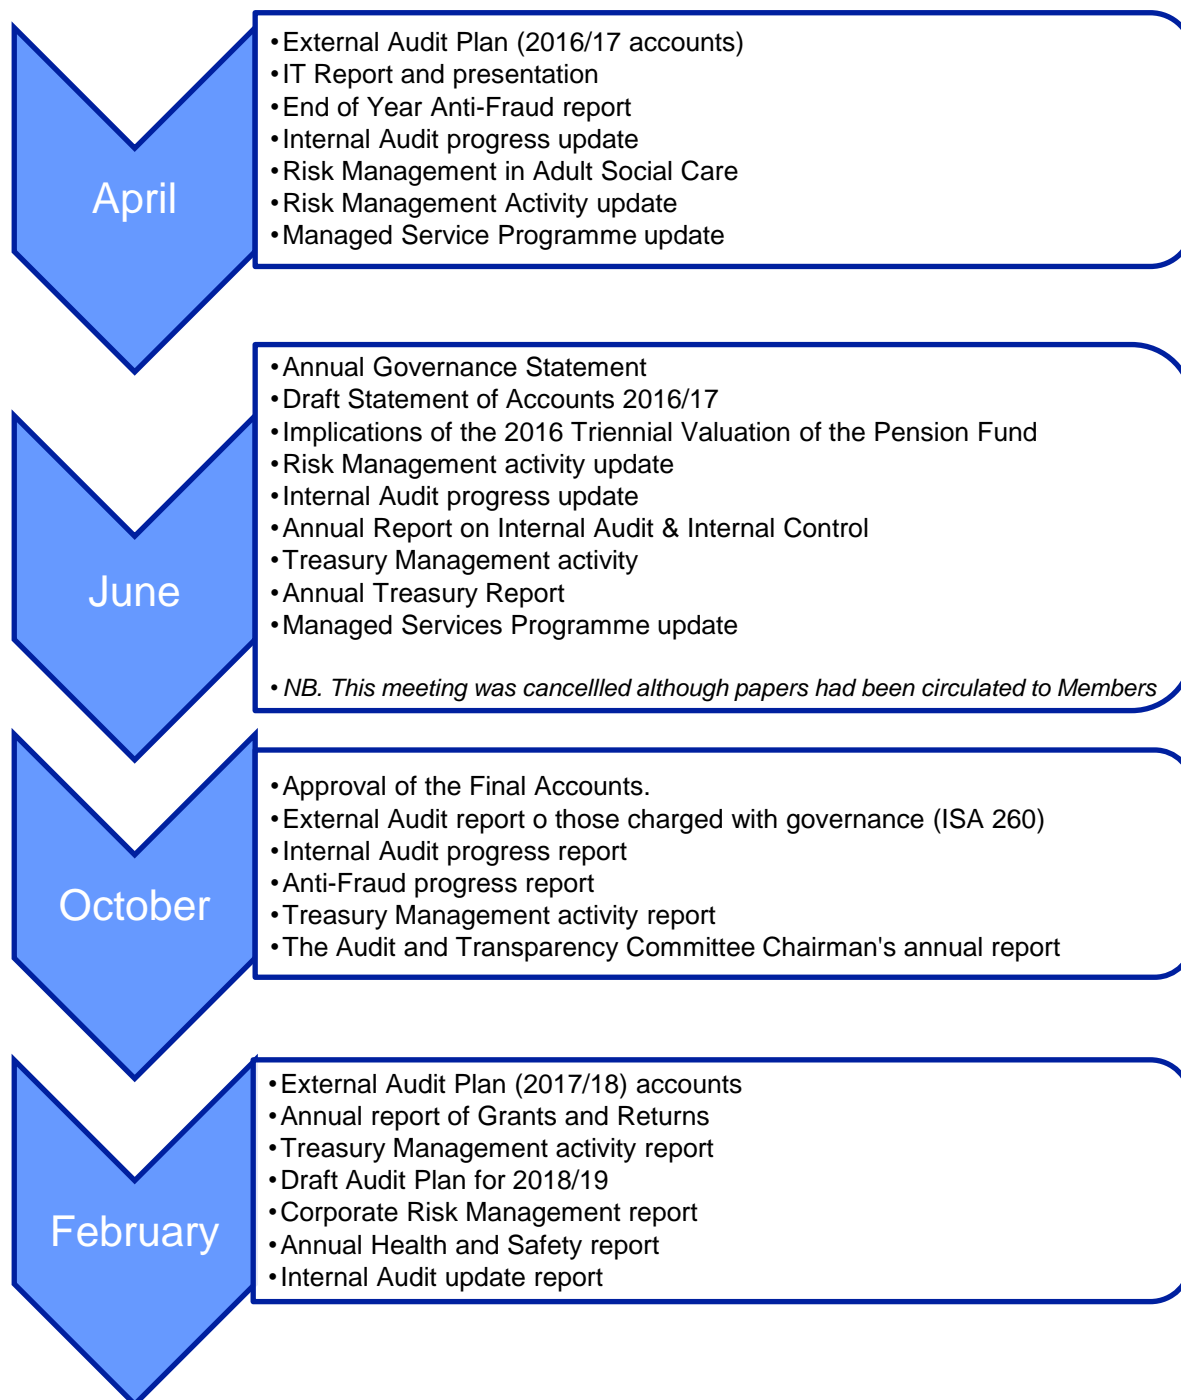 April
•External Audit Plan (2016/17 accounts)
•IT Report and presentation
•End of Year Anti-Fraud report
•Internal Audit progress update
•Risk Management in Adult Social Care
•Risk Management Activity update
•Managed Service Programme update
June
•Annual Governance Statement
•Draft Statement of Accounts 2016/17
•Implications of the 2016 Triennial Valuation of the Pension Fund
•Risk Management activity update
•Internal Audit progress update
•Annual Report on Internal Audit & Internal Control
•Treasury Management activity
•Annual Treasury Report
•Managed Services Programme update
•NB. This meeting was cancellled although papers had been circulated to Members
October
•Approval of the Final Accounts.
•External Audit report o those charged with governance (ISA 260)
•Internal Audit progress report
•Anti-Fraud progress report
•Treasury Management activity report
•The Audit and Transparency Committee Chairman's annual report
February
•External Audit Plan (2017/18) accounts
•Annual report of Grants and Returns
•Treasury Management activity report
•Draft Audit Plan for 2018/19
•Corporate Risk Management report
•Annual Health and Safety report
•Internal Audit update report